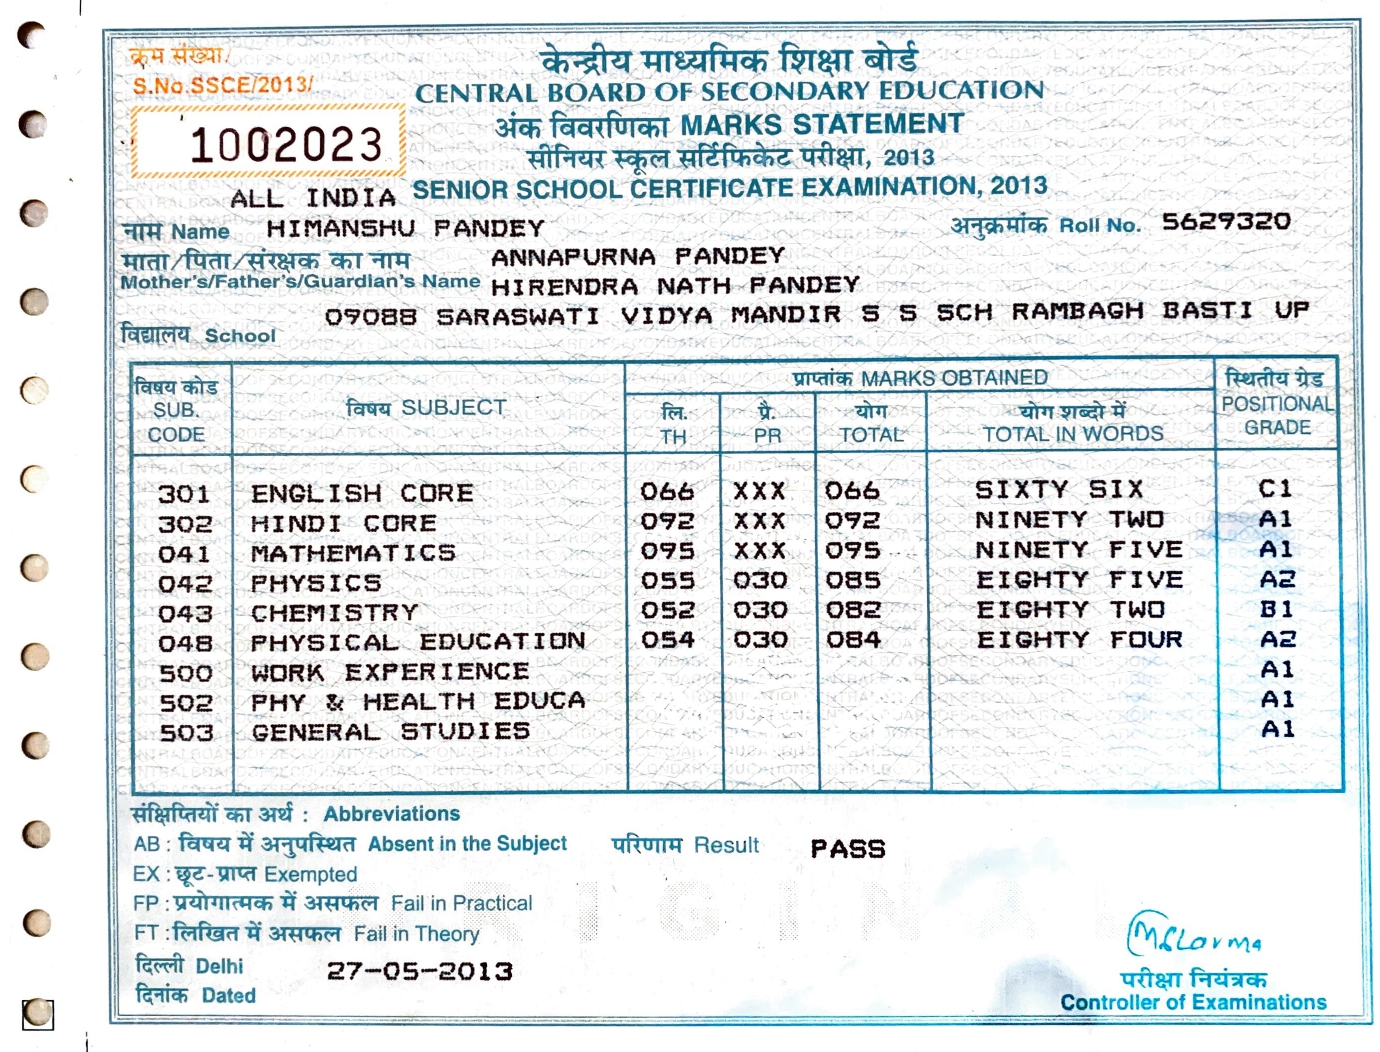 क्रम संख्या/
S.No.SSCE/2013/
1002023
केन्द्रीय माध्यमिक शिक्षा बोर्ड
CENTRAL BOARD OF SECONDARY EDUCATION
अंक विवरणिका MARKS STATEMENT
सीनियर स्कूल सर्टिफिकेट परीक्षा, 2013
ALL INDIA SENIOR SCHOOL CERTIFICATE EXAMINATION, 2013
नाम Name HIMANSHU PANDEY अनुक्रमांक Roll No. 5629320
माता/पिता/संरक्षक का नाम ANNAPURNA PANDEY
Mother's/Father's/Guardian's Name HIRENDRA NATH PANDEY
विद्यालय School 09088 SARASWATI VIDYA MANDIR S S SCH RAMBAGH BASTI UP
विषय कोड SUB. CODE विषय SUBJECT प्राप्तांक MARKS OBTAINED स्थितीय ग्रेड POSITIONAL GRADE
लि. TH प्रै. PR योग TOTAL योग शब्दो में TOTAL IN WORDS
301 ENGLISH CORE 066 XXX 066 SIXTY SIX C1
302 HINDI CORE 092 XXX 092 NINETY TWO A1
041 MATHEMATICS 095 XXX 095 NINETY FIVE A1
042 PHYSICS 055 030 085 EIGHTY FIVE A2
043 CHEMISTRY 052 030 082 EIGHTY TWO B1
048 PHYSICAL EDUCATION 054 030 084 EIGHTY FOUR A2
500 WORK EXPERIENCE A1
502 PHY & HEALTH EDUCA A1
503 GENERAL STUDIES A1
संक्षिप्तियों का अर्थ : Abbreviations
AB : विषय में अनुपस्थित Absent in the Subject परिणाम Result PASS
EX : छूट-प्राप्त Exempted
FP : प्रयोगात्मक में असफल Fail in Practical
FT : लिखित में असफल Fail in Theory
दिल्ली Delhi
दिनांक Dated 27-05-2013
परीक्षा नियंत्रक
Controller of Examinations